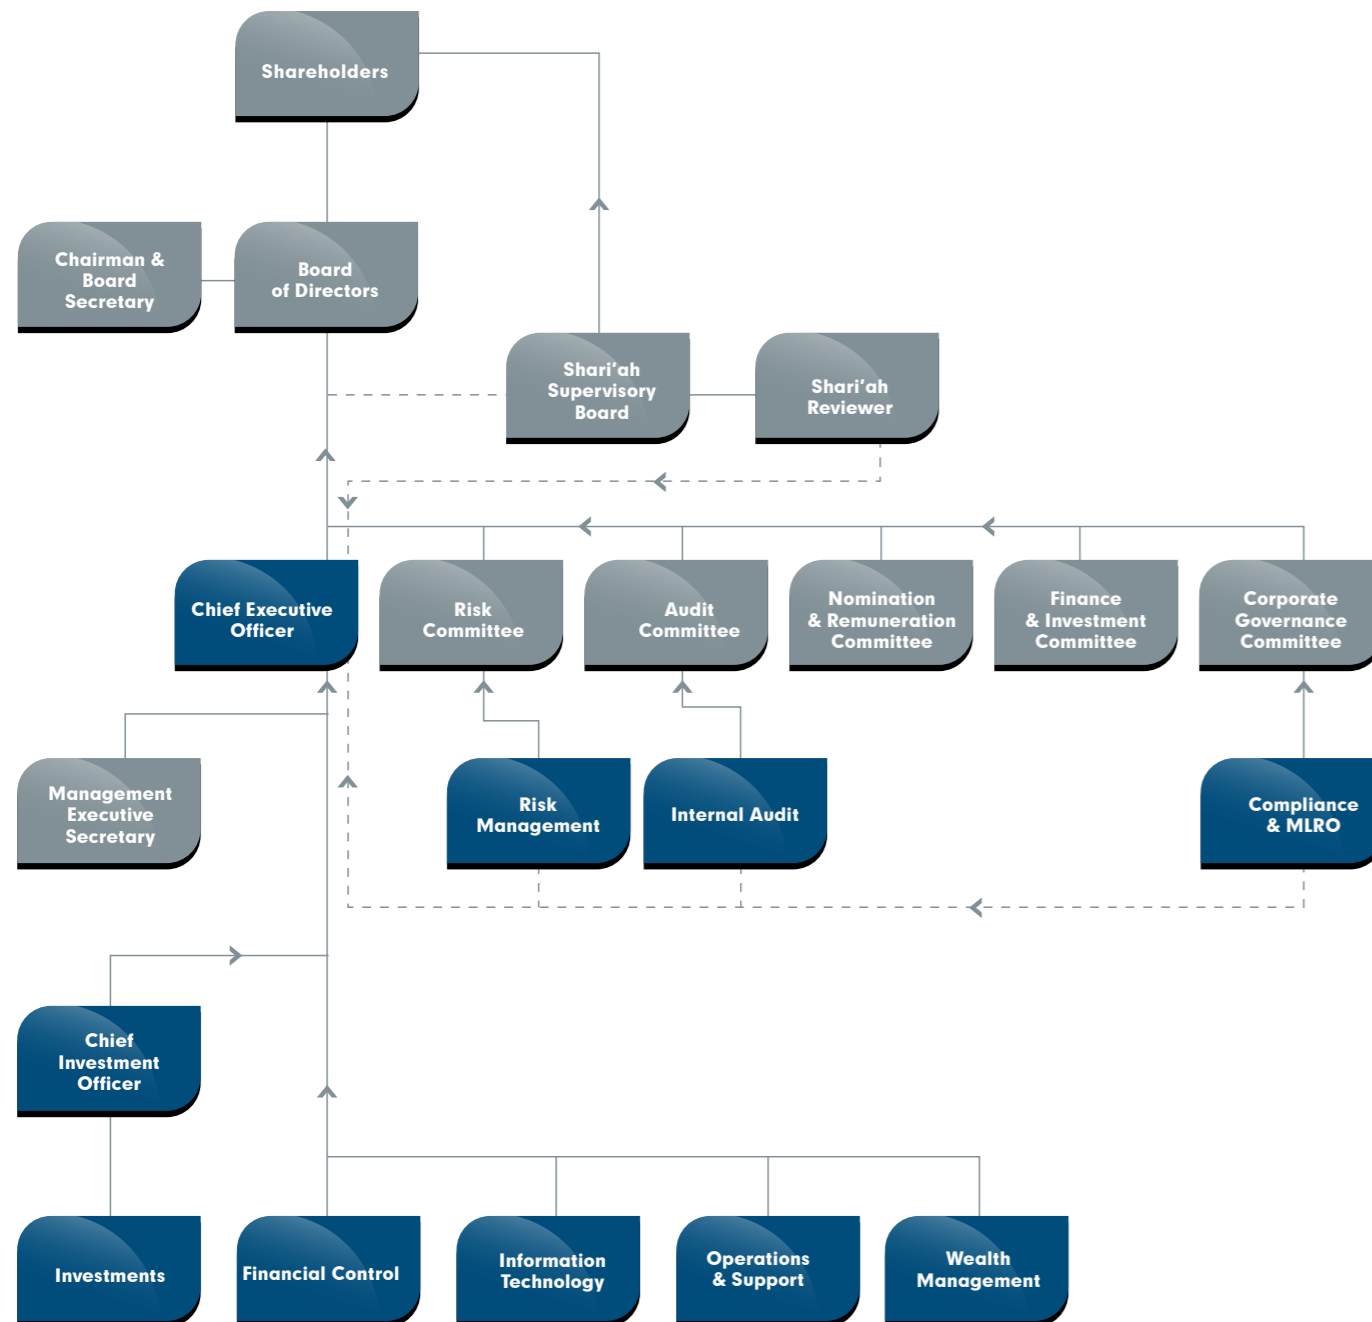 Shareholders
Chairman &
Board
Secretary
Board
of Directors
Shari'ah
Supervisory
Board
Shari'ah
Reviewer
Chief Executive
Officer
Risk
Committee
Audit
Committee
Nomination
& Remuneration
Committee
Finance
& Investment
Committee
Corporate
Governance
Committee
Management
Executive
Secretary
Risk
Management
Internal Audit
Compliance
& MLRO
Chief
Investment
Officer
Investments
Financial Control
Information
Technology
Operations
& Support
Wealth
Management